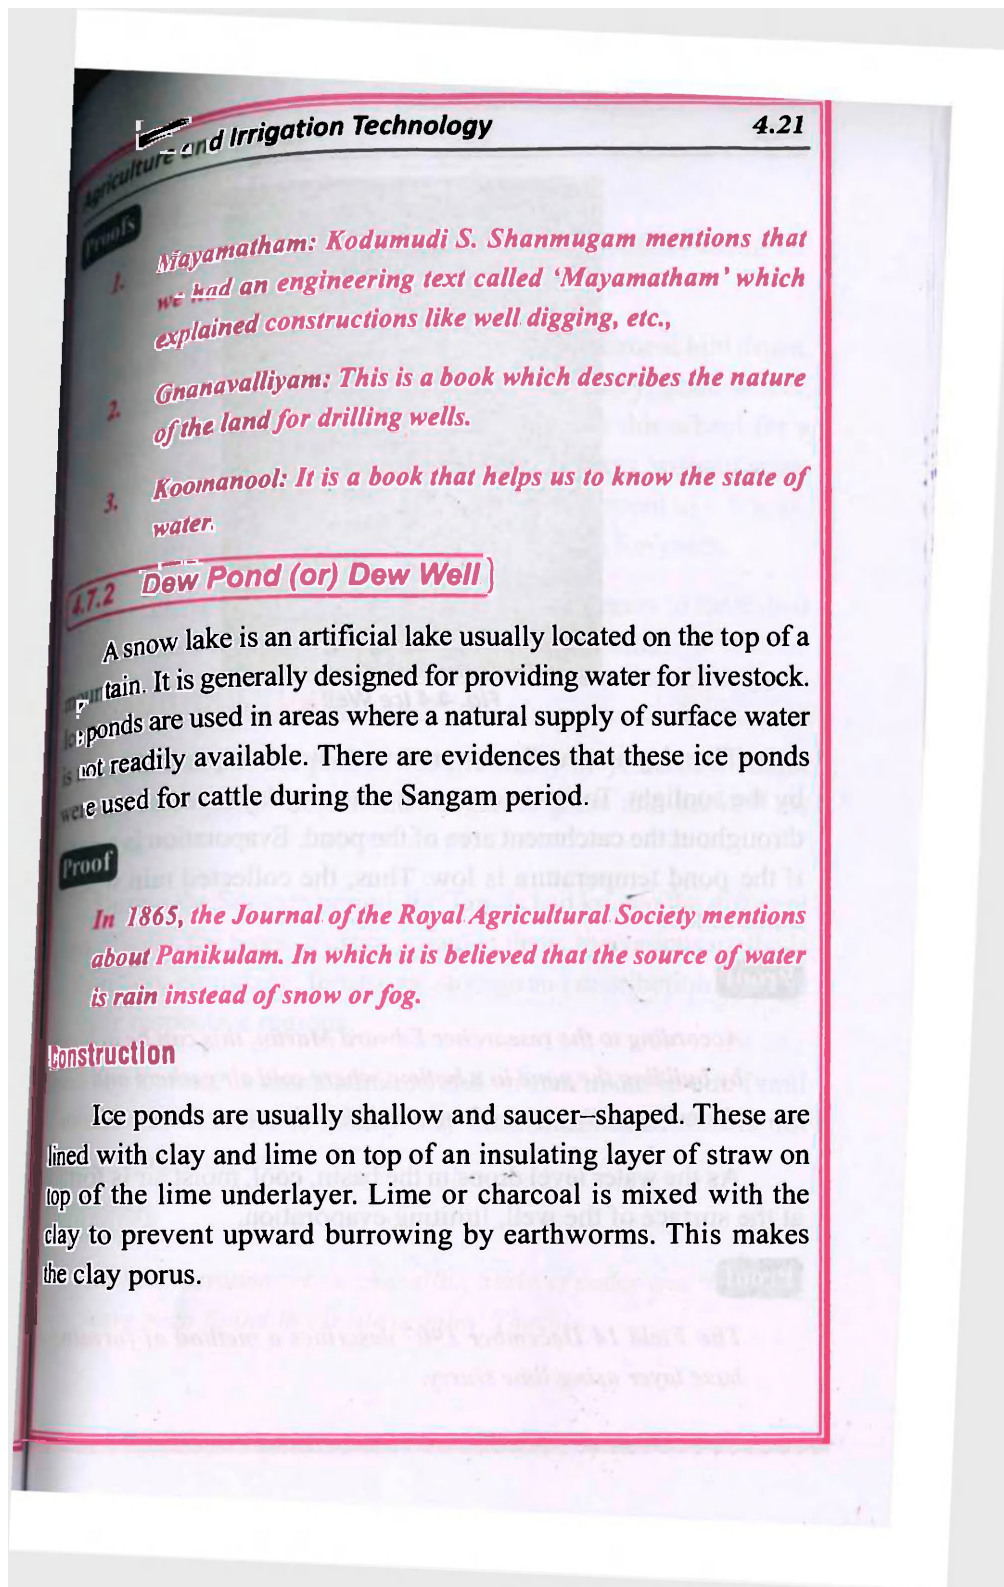 Agriculture and Irrigation Technology 4.21
Proofs
1. Mayamatham: Kodumudi S. Shanmugam mentions that
we had an engineering text called ‘Mayamatham’ which
explained constructions like well digging, etc.,
2. Gnanavalliyam: This is a book which describes the nature
of the land for drilling wells.
3. Koomanool: It is a book that helps us to know the state of
water.
4.7.2 Dew Pond (or) Dew Well
A snow lake is an artificial lake usually located on the top of a
mountain. It is generally designed for providing water for livestock.
ponds are used in areas where a natural supply of surface water
is not readily available. There are evidences that these ice ponds
were used for cattle during the Sangam period.
Proof
In 1865, the Journal of the Royal Agricultural Society mentions
about Panikulam. In which it is believed that the source of water
is rain instead of snow or fog.
Construction
Ice ponds are usually shallow and saucer–shaped. These are
lined with clay and lime on top of an insulating layer of straw on
top of the lime underlayer. Lime or charcoal is mixed with the
clay to prevent upward burrowing by earthworms. This makes
the clay porus.